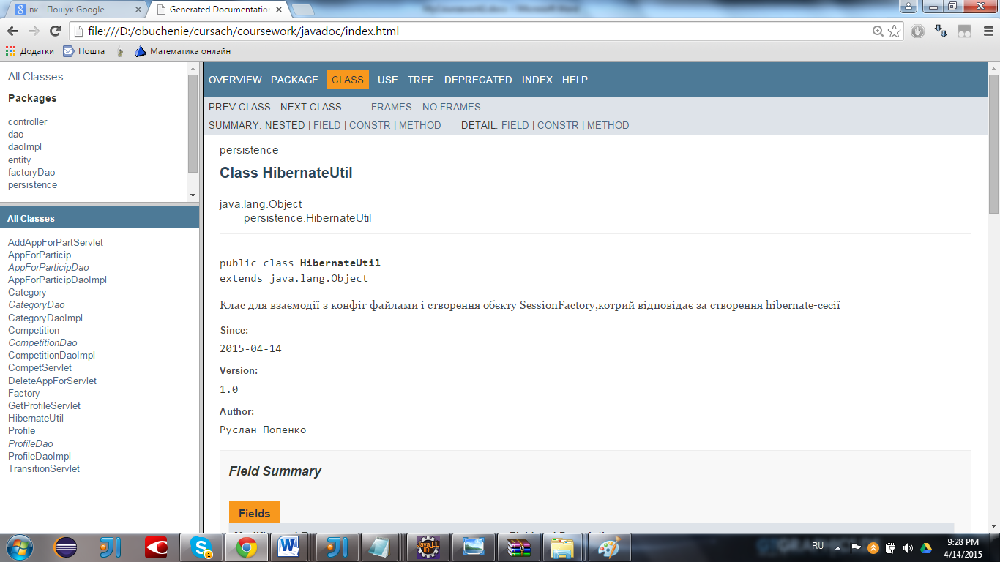 вк - Пошук Google
Generated Documentation
file:///D:/obuchenie/cursach/coursework/javadoc/index.html
Додатки Пошта Математика онлайн
All Classes
Packages
controller
dao
daoImpl
entity
factoryDao
persistence
All Classes
AddAppForPartServlet
AppForParticip
AppForParticipDao
AppForParticipDaoImpl
Category
CategoryDao
CategoryDaoImpl
Competition
CompetitionDao
CompetitionDaoImpl
CompetServlet
DeleteAppForServlet
Factory
GetProfileServlet
HibernateUtil
Profile
ProfileDao
ProfileDaoImpl
TransitionServlet
OVERVIEW PACKAGE CLASS USE TREE DEPRECATED INDEX HELP
PREV CLASS NEXT CLASS FRAMES NO FRAMES
SUMMARY: NESTED | FIELD | CONSTR | METHOD DETAIL: FIELD | CONSTR | METHOD
persistence
Class HibernateUtil
java.lang.Object
persistence.HibernateUtil
public class HibernateUtil
extends java.lang.Object
Клас для взаємодії з конфіг файлами і створення обєкту SessionFactory,котрий відповідає за створення hibernate-сесії
Since:
2015-04-14
Version:
1.0
Author:
Руслан Попенко
Field Summary
Fields
RU
9:28 PM
4/14/2015